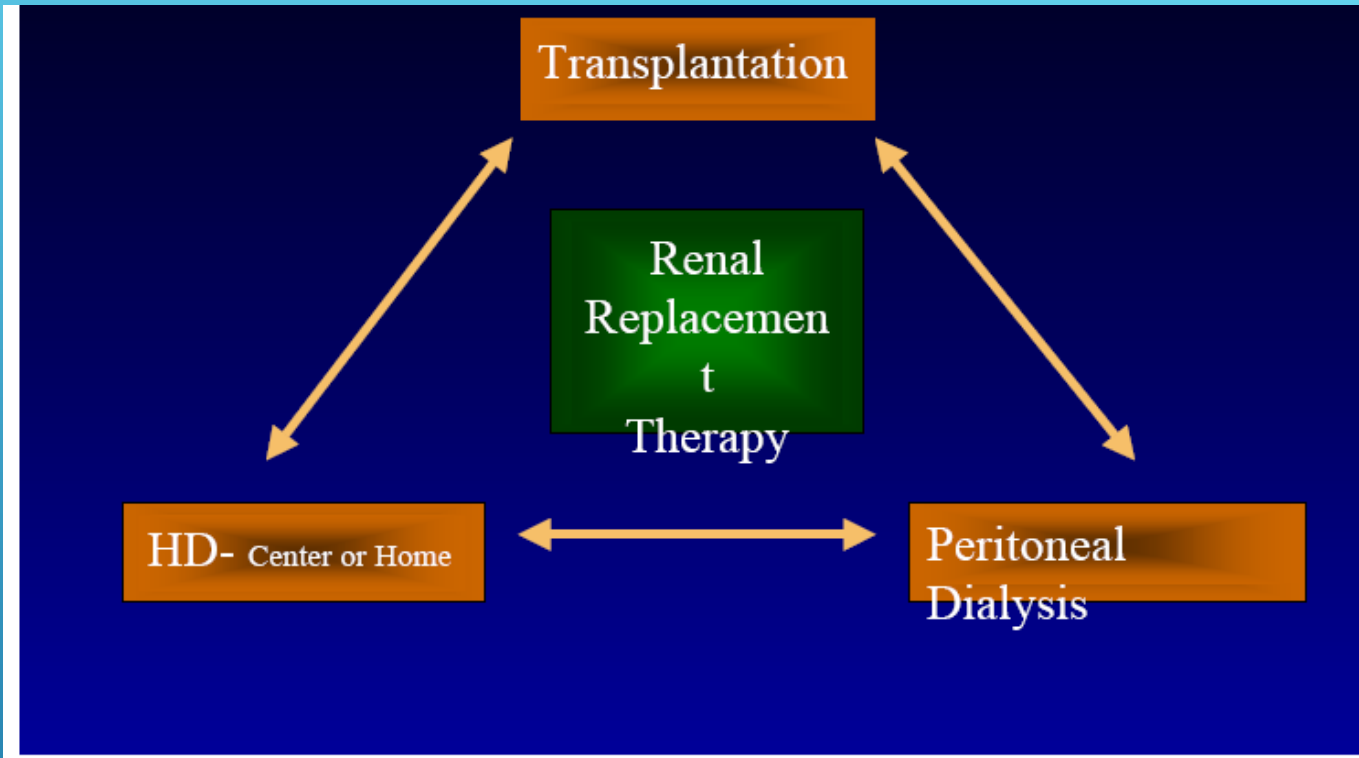 Transplantation
Renal
Replacemen
t
Therapy
HD- Center or Home
Peritoneal
Dialysis